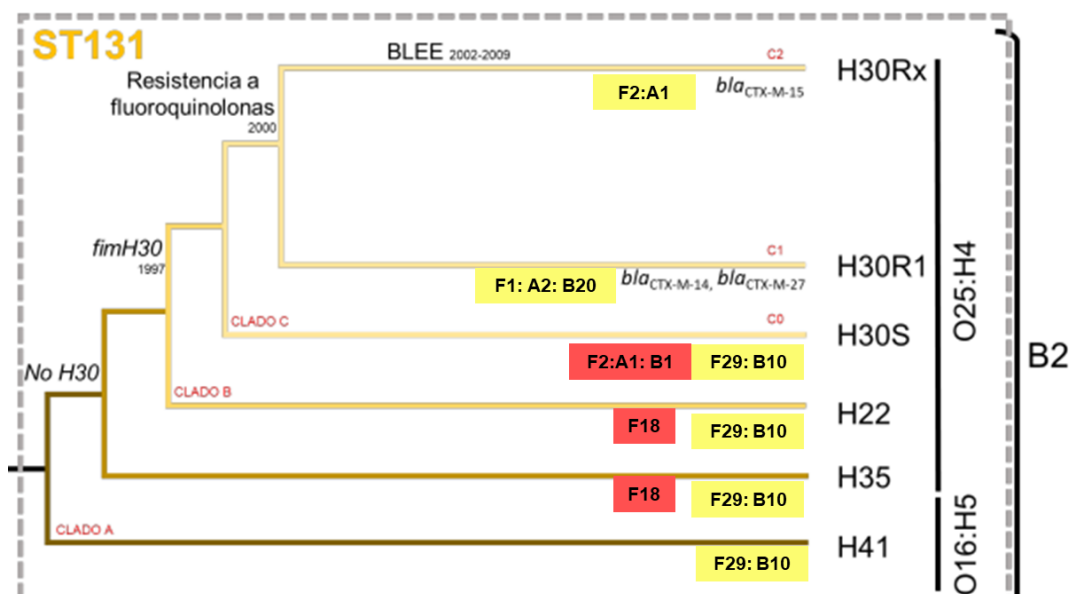 ST131
BLEE 2002-2009
C2
H30Rx
Resistencia a
fluoroquinolonas
2000
F2:A1
blaCTX-M-15
fimH30
1997
C1
H30R1
F1: A2: B20
blaCTX-M-14, blaCTX-M-27
O25:H4
CLADO C
C0
H30S
F2:A1: B1
F29: B10
B2
No H30
CLADO B
H22
F18
F29: B10
H35
F18
F29: B10
CLADO A
H41
F29: B10
O16:H5